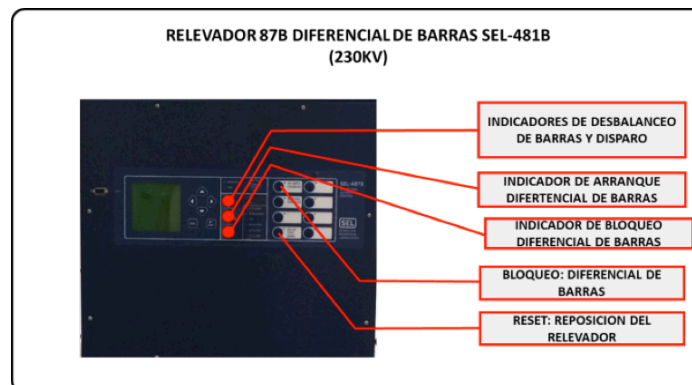 RELEVADOR 87B DIFERENCIAL DE BARRAS SEL-481B
(230KV)
INDICADORES DE DESBALANCEO
DE BARRAS Y DISPARO
INDICADOR DE ARRANQUE
DIFERTENCIAL DE BARRAS
INDICADOR DE BLOQUEO
DIFERENCIAL DE BARRAS
BLOQUEO: DIFERENCIAL DE
BARRAS
RESET: REPOSICION DEL
RELEVADOR
SEL